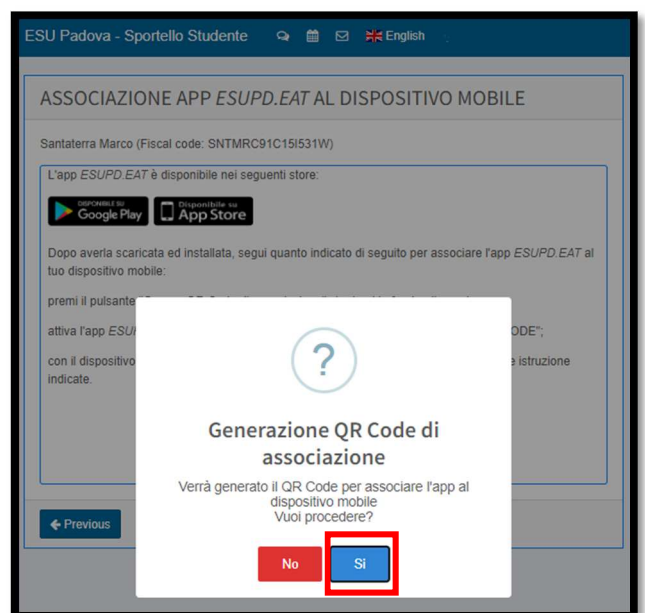 ESU Padova - Sportello Studente English
ASSOCIAZIONE APP ESUPD.EAT AL DISPOSITIVO MOBILE
Santaterra Marco (Fiscal code: SNTMRC91C15I531W)
L'app ESUPD.EAT è disponibile nei seguenti store:
DISPONIBILE SU
Google Play
Disponibile su
App Store
Dopo averla scaricata ed installata, segui quanto indicato di seguito per associare l'app ESUPD.EAT al
tuo dispositivo mobile:
premi il pulsante
attiva l'app
con il dispositivo e istruzione
indicate.
?
Generazione QR Code di
associazione
Verrà generato il QR Code per associare l'app al
dispositivo mobile
Vuoi procedere?
No
Si
Previous